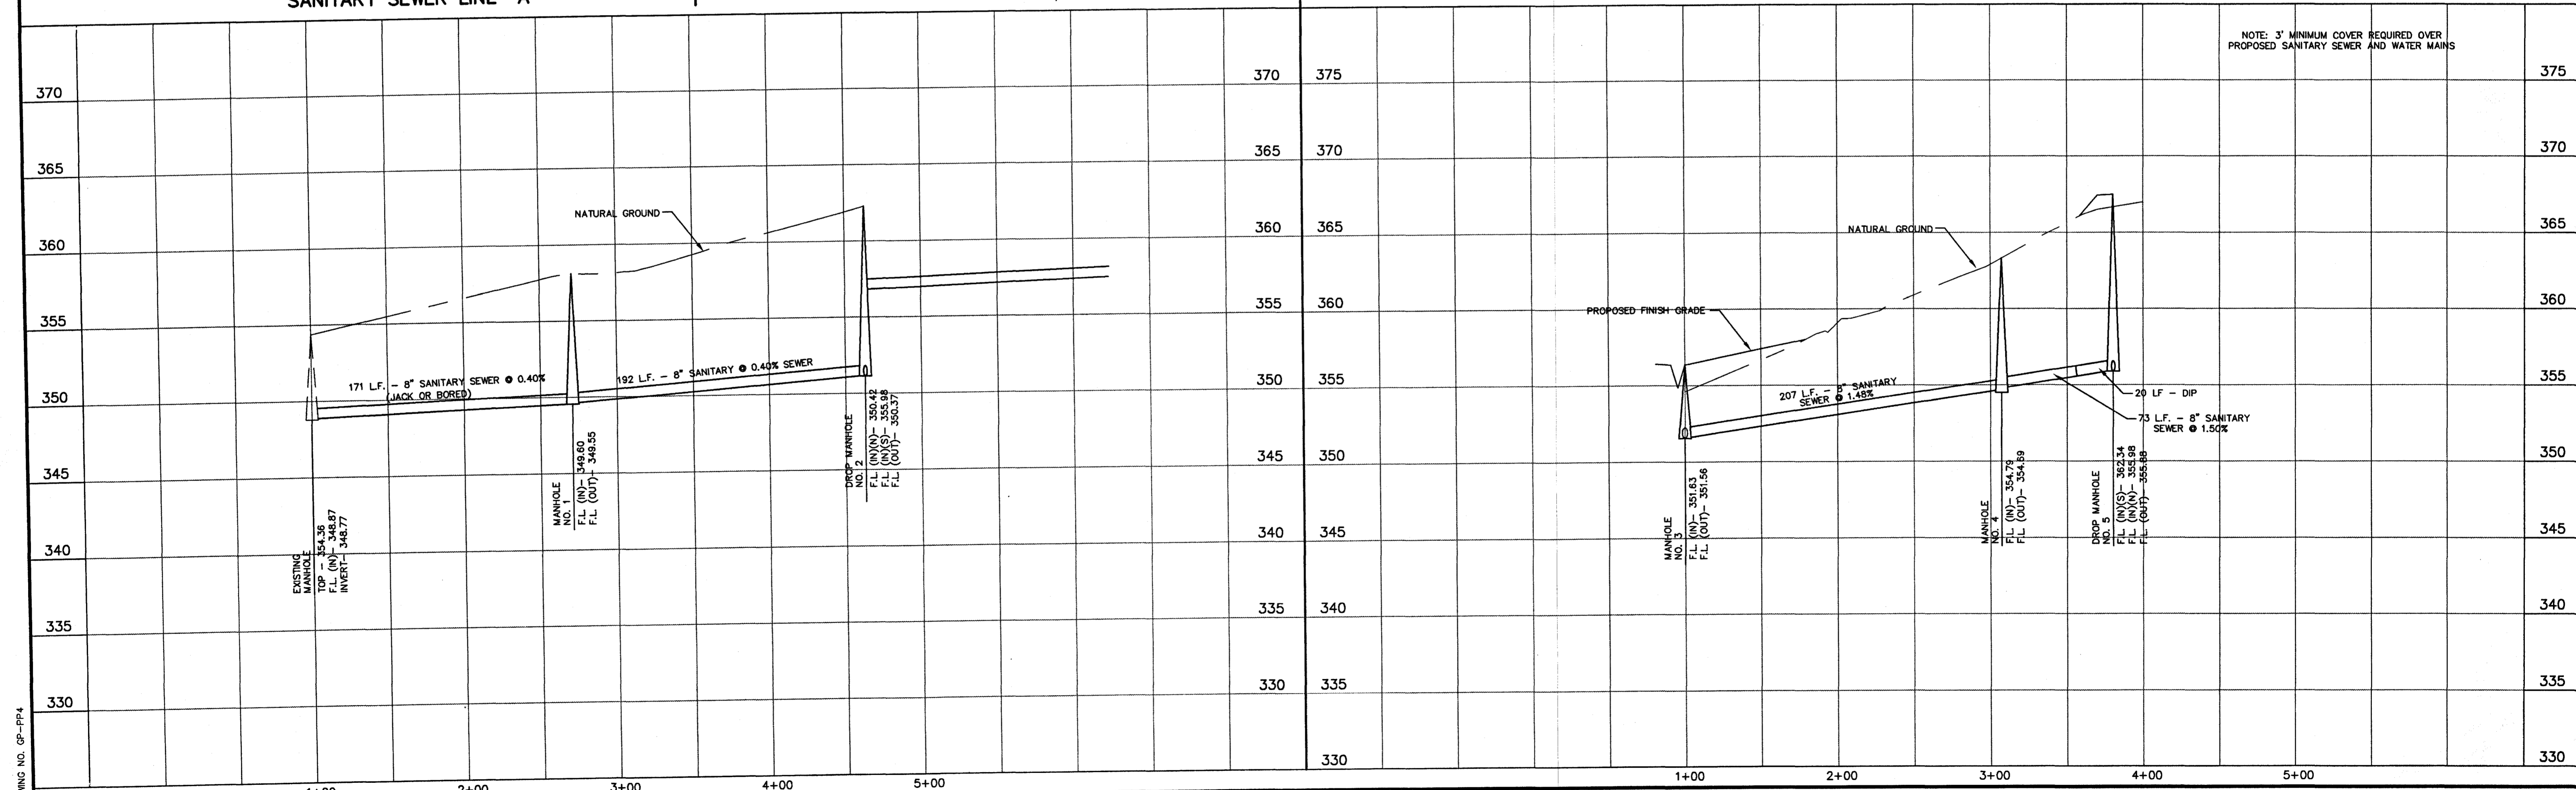 SANITARY SEWER LINE "A"
NOTE: 3' MINIMUM COVER REQUIRED OVER
PROPOSED SANITARY SEWER AND WATER MAINS
370
365
360
355
350
345
340
335
330
370
365
360
355
350
345
340
335
330
NATURAL GROUND
171 L.F. - 8" SANITARY SEWER @ 0.40%
(JACK OR BORED)
192 L.F. - 8" SANITARY @ 0.40% SEWER
EXISTING
MANHOLE
TOP - 354.36
F.L. (IN)- 348.87
INVERT- 348.77
MANHOLE
NO. 1
F.L (IN)- 349.60
F.L (OUT)- 349.55
DROP MANHOLE
NO. 2
F.L. (IN)(N)- 350.42
F.L. (IN)(S)- 355.98
F.L. (OUT)- 350.37
1+00
2+00
3+00
4+00
5+00
375
370
365
360
355
350
345
340
335
330
NATURAL GROUND
PROPOSED FINISH GRADE
207 L.F. - 8" SANITARY
SEWER @ 1.48%
20 LF - DIP
73 L.F. - 8" SANITARY
SEWER @ 1.50%
MANHOLE
NO. 3
F.L. (IN)- 351.63
F.L. (OUT)- 351.56
MANHOLE
NO. 4
F.L. (IN)- 354.79
F.L. (OUT)- 354.69
DROP MANHOLE
NO. 5
F.L. (IN)(S)- 362.34
F.L. (IN)(N)- 355.98
F.L. (OUT)- 355.88
375
370
365
360
355
350
345
340
335
330
1+00
2+00
3+00
4+00
5+00
WING NO. GP-PP4